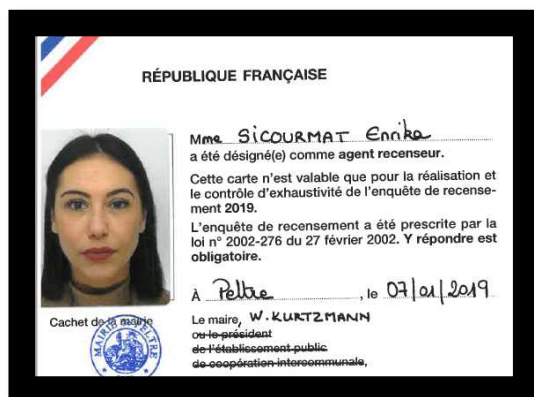 RÉPUBLIQUE FRANÇAISE
Mme SICOURMAT Enrika
a été désigné(e) comme agent recenseur.
Cette carte n'est valable que pour la réalisation et
le contrôle d'exhaustivité de l'enquête de recense-
ment 2019.
L'enquête de recensement a été prescrite par la
loi n° 2002-276 du 27 février 2002. Y répondre est
obligatoire.
À Peltre, le 07/01/2019
Cachet de la mairie
MAIRIE DE PELTRE
Le maire, W. KURTZMANN
ou le président
de l'établissement public
de coopération intercommunale,